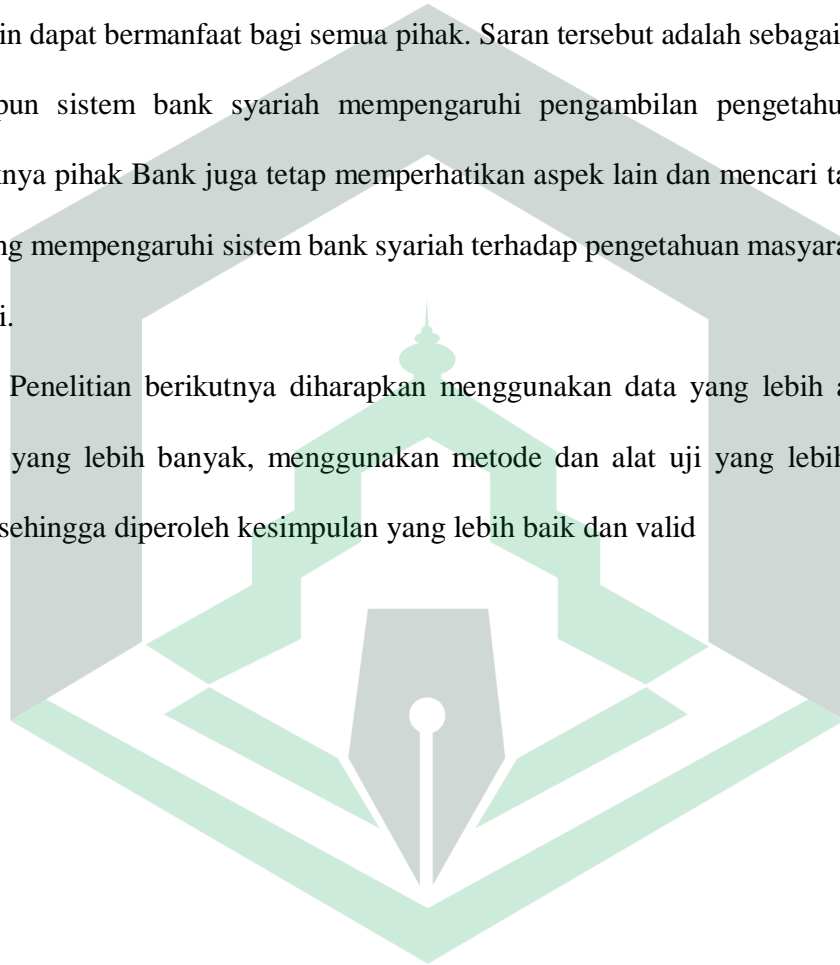 in dapat bermanfaat bagi semua pihak. Saran tersebut adalah sebagai
pun sistem bank syariah mempengaruhi pengambilan pengetahu
nya pihak Bank juga tetap memperhatikan aspek lain dan mencari ta
ng mempengaruhi sistem bank syariah terhadap pengetahuan masyara
i.
Penelitian berikutnya diharapkan menggunakan data yang lebih a
yang lebih banyak, menggunakan metode dan alat uji yang lebih
sehingga diperoleh kesimpulan yang lebih baik dan valid